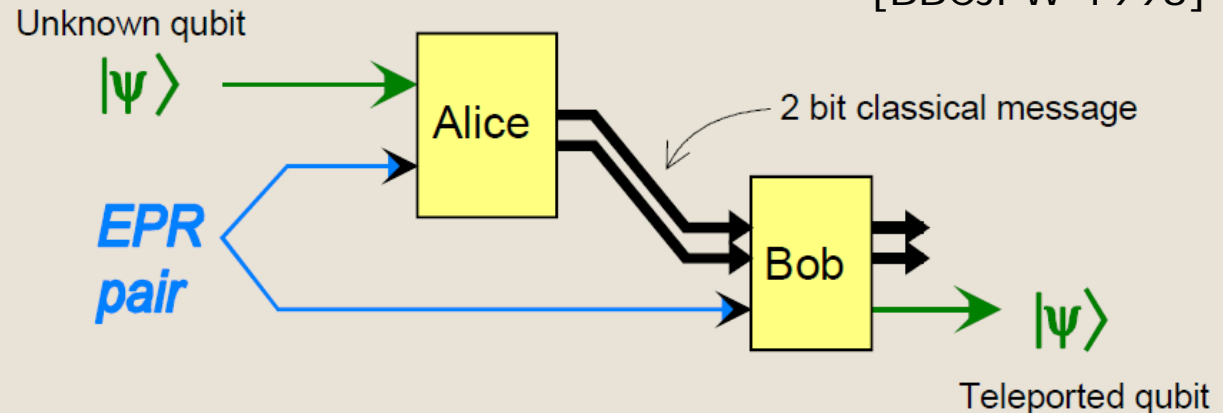 Unknown qubit
|ψ⟩
Alice
2 bit classical message
EPR
pair
Bob
|ψ⟩
Teleported qubit